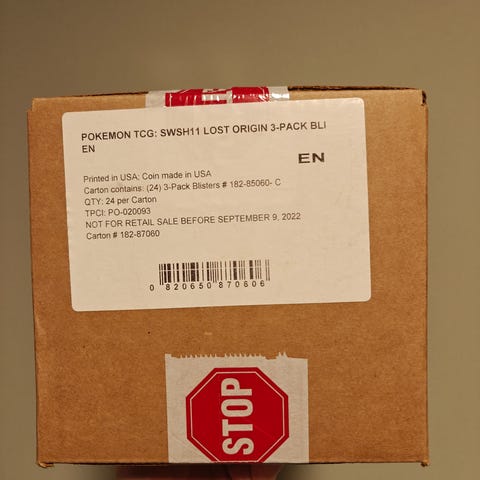 POKEMON TCG: SWSH11 LOST ORIGIN 3-PACK BLI
EN
EN
Printed in USA; Coin made in USA
Carton contains: (24) 3-Pack Blisters # 182-85060- C
QTY: 24 per Carton
TPCI: PO-020093
NOT FOR RETAIL SALE BEFORE SEPTEMBER 9, 2022
Carton # 182-87060
0 820650 870606
STOP